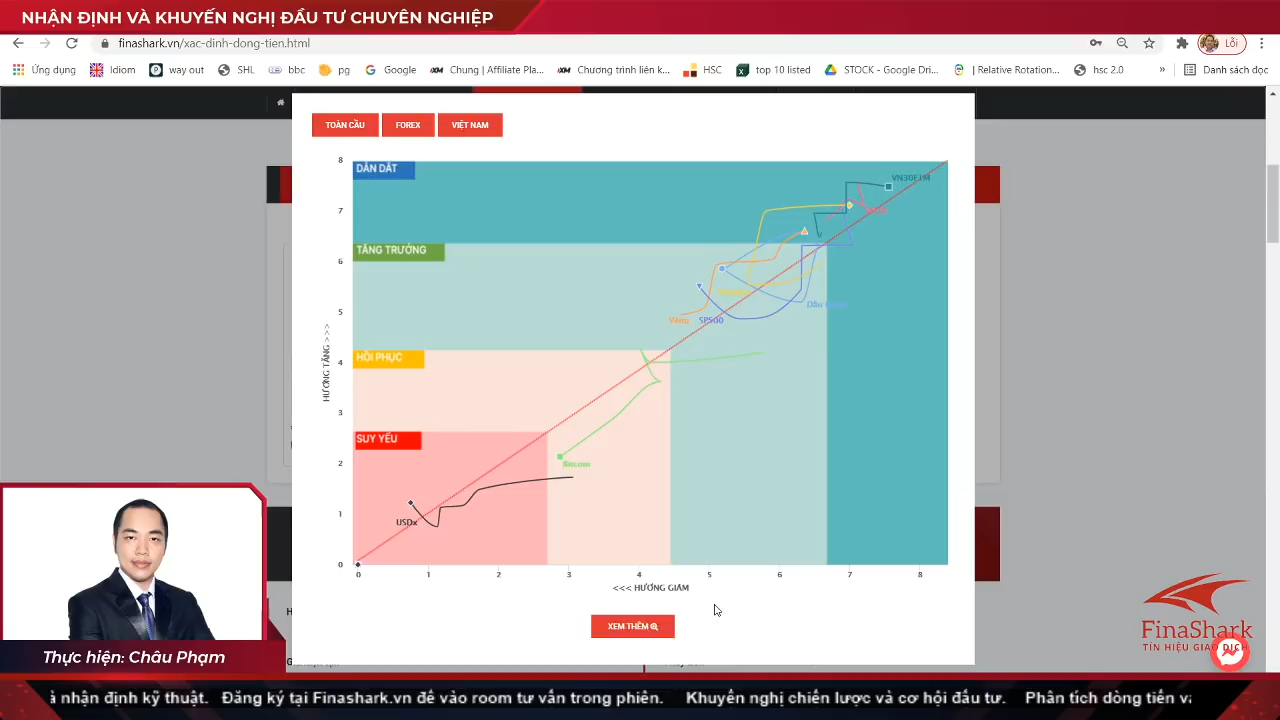 NHẬN ĐỊNH VÀ KHUYẾN NGHỊ ĐẦU TƯ CHUYÊN NGHIỆP
finashark.vn/xac-dinh-dong-tien.html
Lỗi
Ứng dụng Idiom way out SHL bbc pg Google Chung | Affiliate Pla... Chương trình liên k... HSC top 10 listed STOCK - Google Dri... | Relative Rotation... hsc 2.0 » Danh sách đọc
TOÀN CẦU FOREX VIỆT NAM
8
DẪN DẮT
VN30F1M
7
TĂNG TRƯỞNG
6
5
Vàng SP500
HỒI PHỤC
4
HƯỚNG TĂNG >>>
3
SUY YẾU
2
1
USDx
0
0 1 2 3 4 5 6 7 8
<<< HƯỚNG GIẢM
XEM THÊM
FinaShark
TÍN HIỆU GIAO DỊCH
Thực hiện: Châu Phạm
nhận định kỹ thuật. Đăng ký tại Finashark.vn để vào room tư vấn trong phiên. Khuyến nghị chiến lược và cơ hội đầu tư. Phân tích dòng tiền